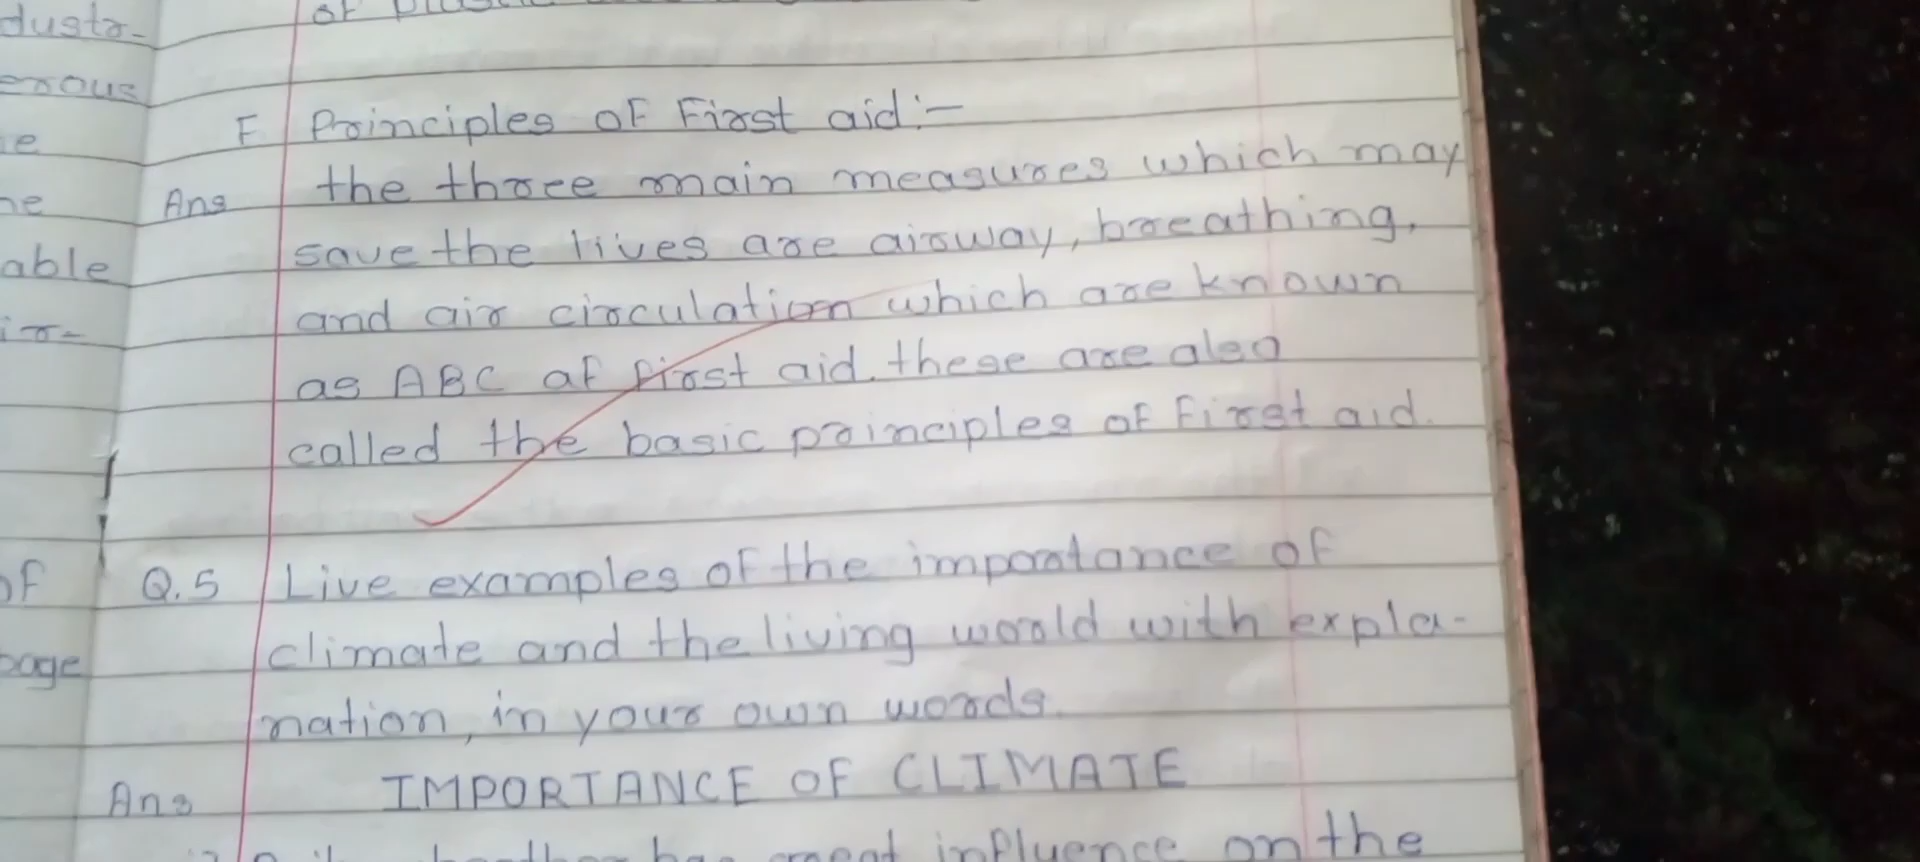 dustr-
erous
F Principles of First aid:-
Ans the three main measures which may
save the lives are airway, breathing,
able
and air circulation which are known
as ABC of first aid. these are also
called the basic principles of First aid.
Q.5 Live examples of the importance of
climate and the living world with expla-
nation, in your own words.
Ans IMPORTANCE OF CLIMATE
great influence on the